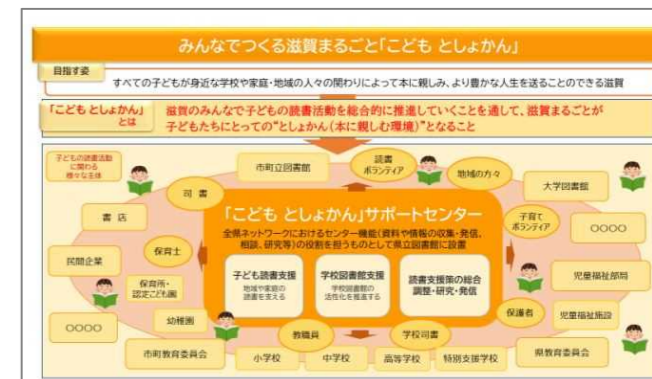 みんなでつくる滋賀まるごと「こども としょかん」
目指す姿
すべての子どもが身近な学校や家庭・地域の人々の関わりによって本に親しみ、より豊かな人生を送ることのできる滋賀
「こども としょかん」
とは
滋賀のみんなで子どもの読書活動を総合的に推進していくことを通して、滋賀まるごとが
子どもたちにとっての“としょかん（本に親しむ環境）”となること
子どもの読書活動
に関わる
様々な主体
市町立図書館
読書
ボランティア
地域の方々
大学図書館
司書
書店
「こども としょかん」サポートセンター
子育て
ボランティア
〇〇〇〇
全県ネットワークにおけるセンター機能（資料や情報の収集・発信、
相談、研究等）の役割を担うものとして県立図書館に設置
民間企業
保育士
児童福祉部局
保育所・
認定こども園
子ども読書支援
地域や家庭の
読書を支える
学校図書館支援
学校図書館の
活性化を推進する
読書支援策の総合
調整・研究・発信
〇〇〇〇
幼稚園
保護者
児童福祉施設
教職員
学校司書
市町教育委員会
小学校
中学校
高等学校
特別支援学校
県教育委員会